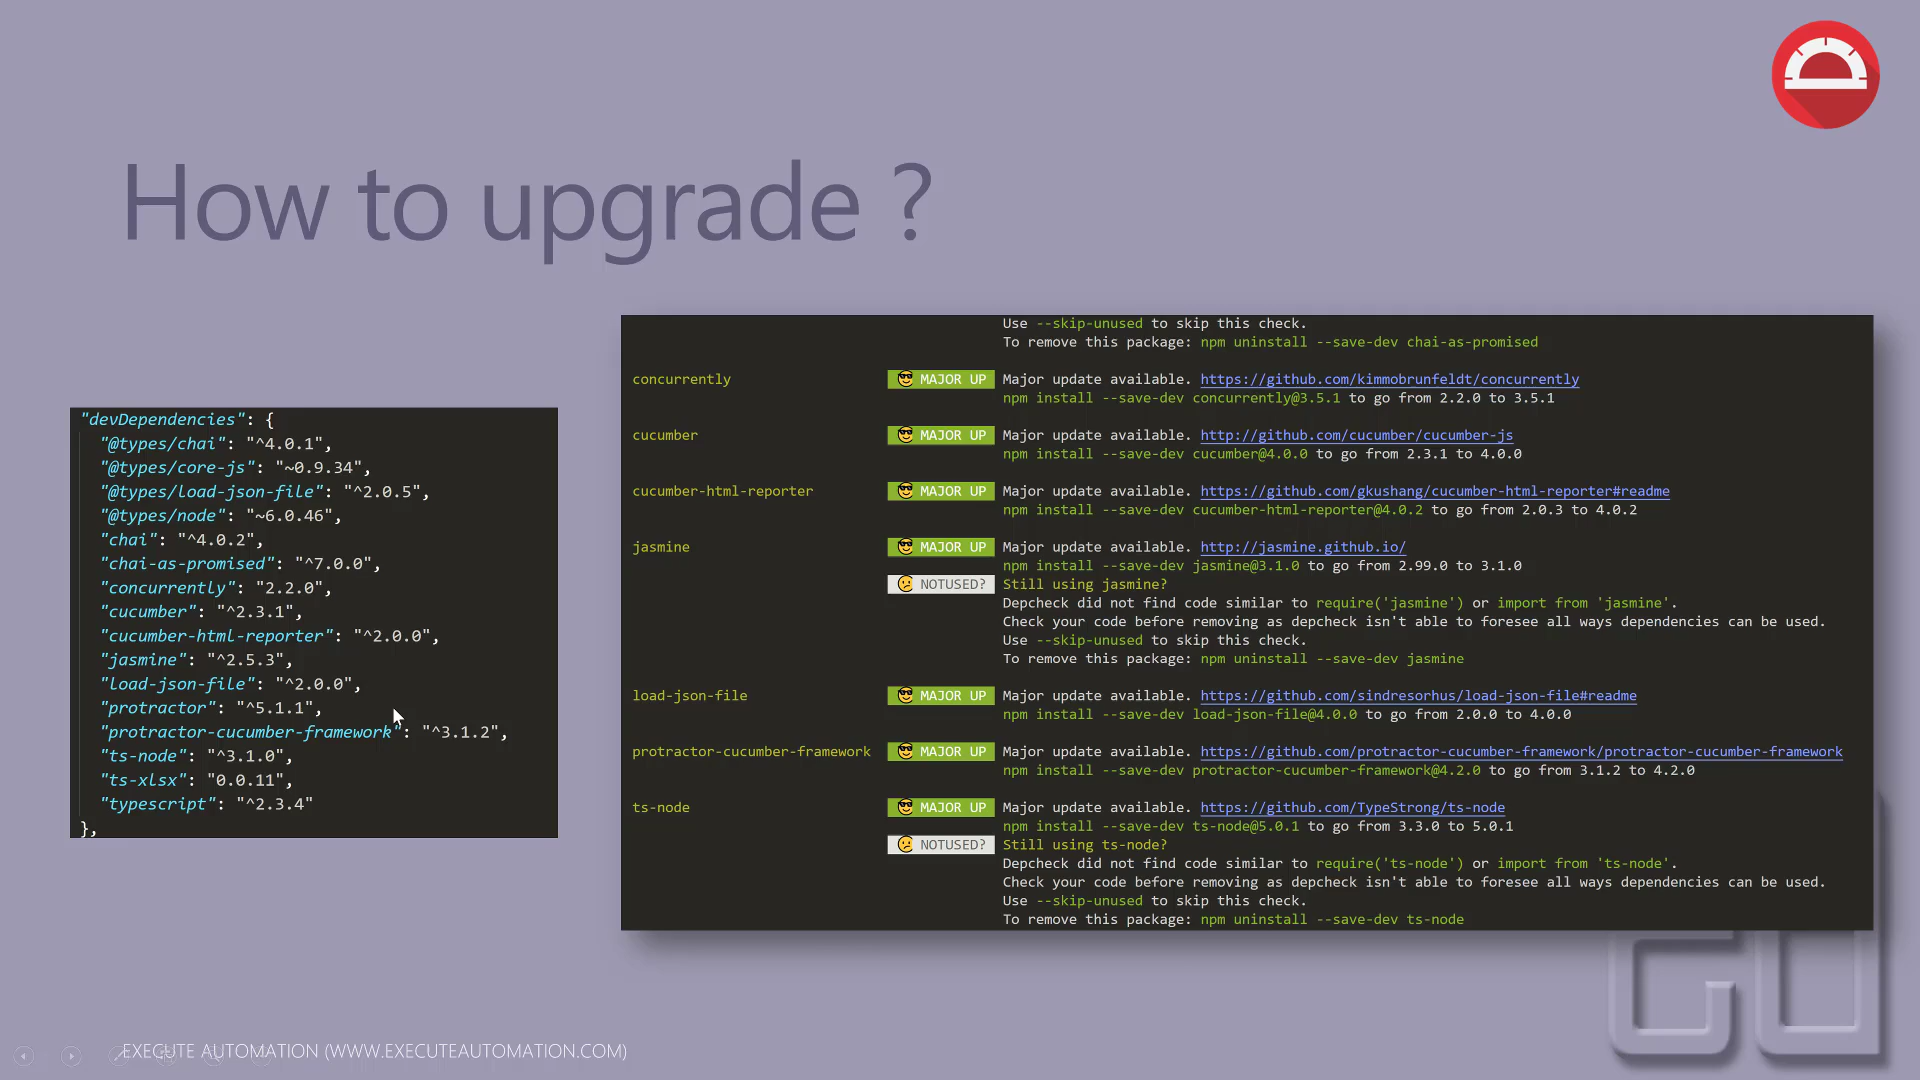 How to upgrade ?
"devDependencies": {
"@types/chai": "^4.0.1",
"@types/core-js": "~0.9.34",
"@types/load-json-file": "^2.0.5",
"@types/node": "~6.0.46",
"chai": "^4.0.2",
"chai-as-promised": "^7.0.0",
"concurrently": "2.2.0",
"cucumber": "^2.3.1",
"cucumber-html-reporter": "^2.0.0",
"jasmine": "^2.5.3",
"load-json-file": "^2.0.0",
"protractor": "^5.1.1",
"protractor-cucumber-framework": "^3.1.2",
"ts-node": "^3.1.0",
"ts-xlsx": "0.0.11",
"typescript": "^2.3.4"
},
Use --skip-unused to skip this check.
To remove this package: npm uninstall --save-dev chai-as-promised
concurrently MAJOR UP Major update available. https://github.com/kimmobrunfeldt/concurrently
npm install --save-dev concurrently@3.5.1 to go from 2.2.0 to 3.5.1
cucumber MAJOR UP Major update available. http://github.com/cucumber/cucumber-js
npm install --save-dev cucumber@4.0.0 to go from 2.3.1 to 4.0.0
cucumber-html-reporter MAJOR UP Major update available. https://github.com/gkushang/cucumber-html-reporter#readme
npm install --save-dev cucumber-html-reporter@4.0.2 to go from 2.0.3 to 4.0.2
jasmine MAJOR UP Major update available. http://jasmine.github.io/
npm install --save-dev jasmine@3.1.0 to go from 2.99.0 to 3.1.0
NOTUSED? Still using jasmine?
Depcheck did not find code similar to require('jasmine') or import from 'jasmine'.
Check your code before removing as depcheck isn't able to foresee all ways dependencies can be used.
Use --skip-unused to skip this check.
To remove this package: npm uninstall --save-dev jasmine
load-json-file MAJOR UP Major update available. https://github.com/sindresorhus/load-json-file#readme
npm install --save-dev load-json-file@4.0.0 to go from 2.0.0 to 4.0.0
protractor-cucumber-framework MAJOR UP Major update available. https://github.com/protractor-cucumber-framework/protractor-cucumber-framework
npm install --save-dev protractor-cucumber-framework@4.2.0 to go from 3.1.2 to 4.2.0
ts-node MAJOR UP Major update available. https://github.com/TypeStrong/ts-node
npm install --save-dev ts-node@5.0.1 to go from 3.3.0 to 5.0.1
NOTUSED? Still using ts-node?
Depcheck did not find code similar to require('ts-node') or import from 'ts-node'.
Check your code before removing as depcheck isn't able to foresee all ways dependencies can be used.
Use --skip-unused to skip this check.
To remove this package: npm uninstall --save-dev ts-node
EXECUTE AUTOMATION (WWW.EXECUTEAUTOMATION.COM)